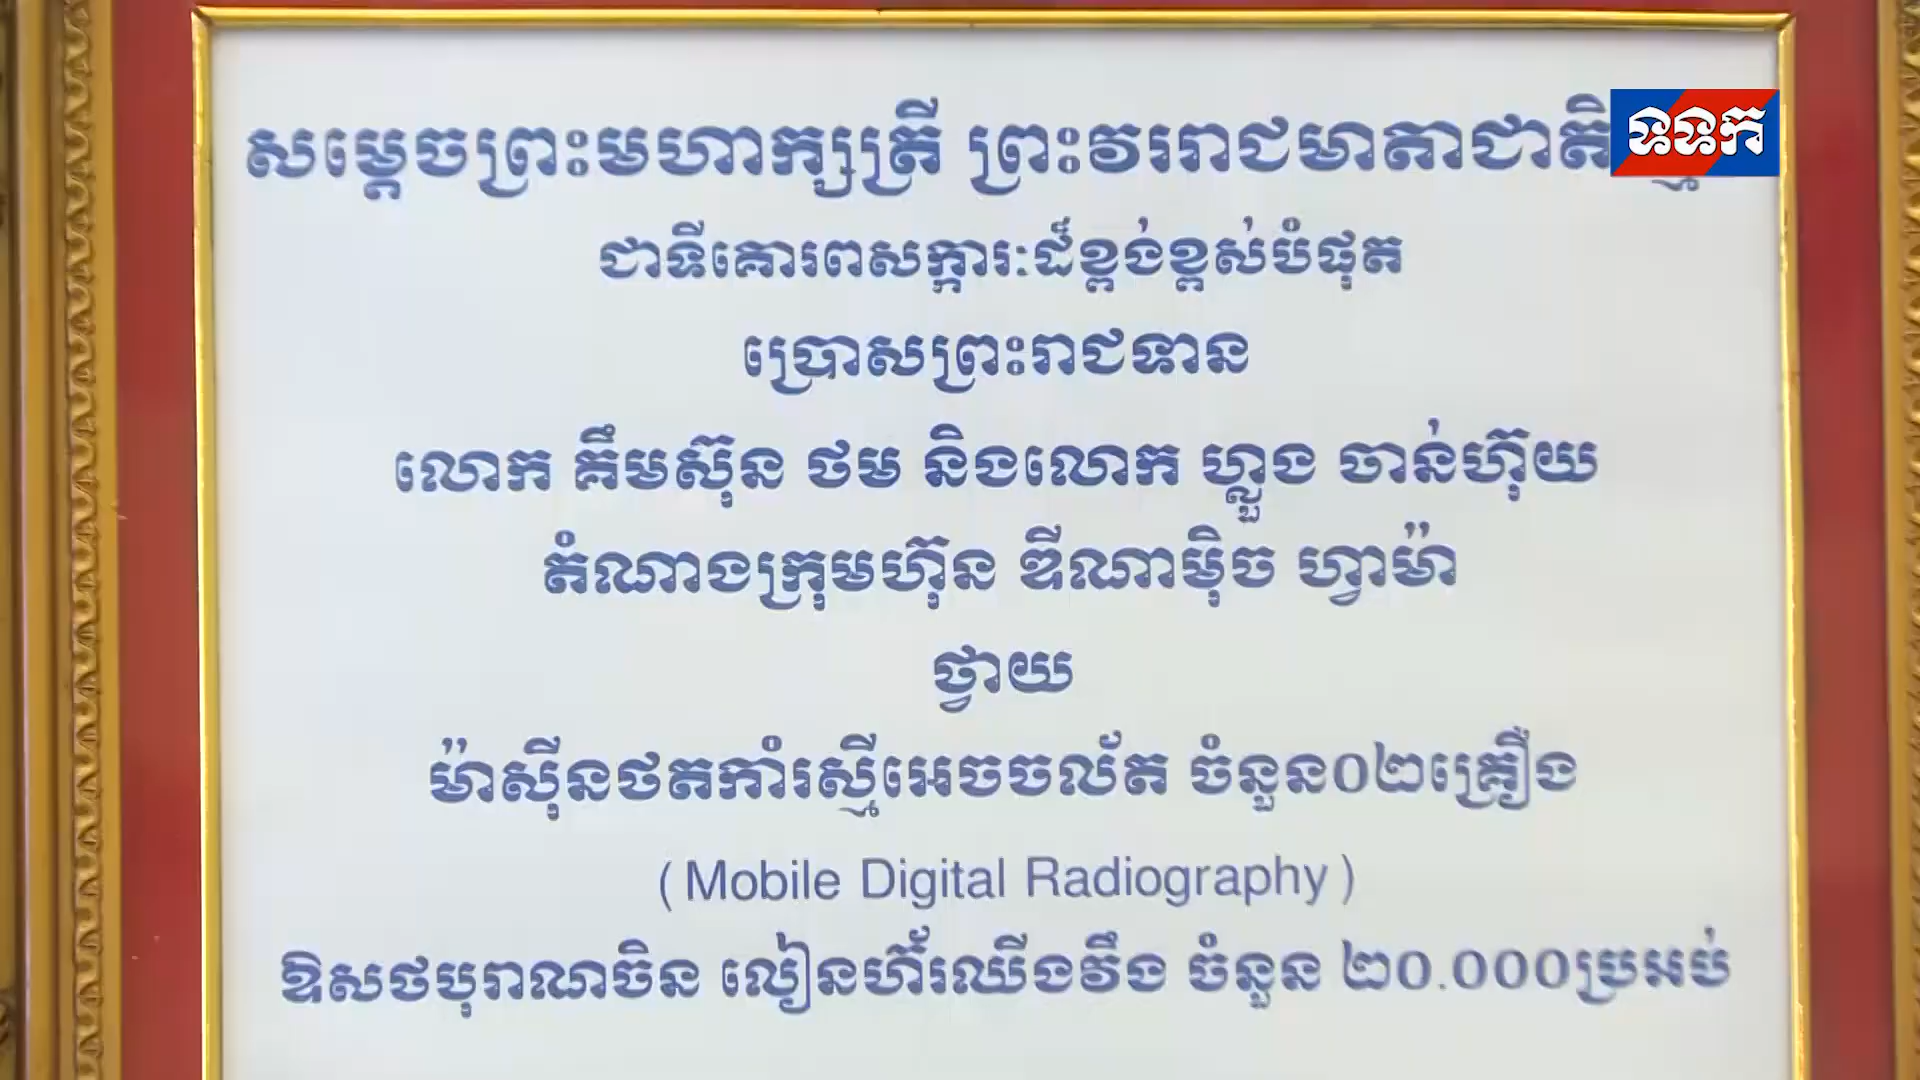 សម្តេចព្រះមហាក្សត្រី ព្រះវររាជមាតាជាតិ
ទទក
ជាទីគោរពសក្ការៈដ៏ខ្ពង់ខ្ពស់បំផុត
ប្រោសព្រះរាជទាន
លោក គឹមស៊ុន ថម និងលោក ហ្លួង ចាន់ហ៊ុយ
តំណាងក្រុមហ៊ុន ឌីណាម៉ិច ហ្វាម៉ា
ថ្វាយ
ម៉ាស៊ីនថតកាំរស្មីអេចចល័ត ចំនួន០២គ្រឿង
(Mobile Digital Radiography)
ឱសថបុរាណចិន លៀនហ៊័រឈីងវឹង ចំនួន ២០.០០០ប្រអប់